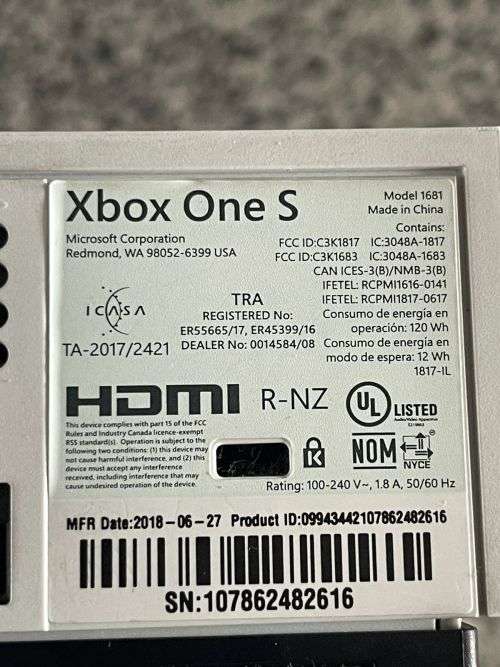 Xbox One S
Microsoft Corporation
Redmond, WA 98052-6399 USA
Model 1681
Made in China
Contains:
FCC ID:C3K1817 IC:3048A-1817
FCC ID:C3K1683 IC:3048A-1683
CAN ICES-3(B)/NMB-3(B)
IFETEL: RCPMI1616-0141
IFETEL: RCPMI1817-0617
Consumo de energía en
operación: 120 Wh
Consumo de energía en
modo de espera: 12 Wh
1817-IL
ICASA
TA-2017/2421
TRA
REGISTERED No:
ER55665/17, ER45399/16
DEALER No: 0014584/08
HDMI
R-NZ
UL LISTED
Audio/Video Apparatus
NOM
NYCE
This device complies with part 15 of the FCC
Rules and Industry Canada licence-exempt
RSS standard(s). Operation is subject to the
following two conditions: (1) this device may
not cause harmful interference, and (2) this
device must accept any interference
received, including interference that may
cause undesired operation of this device.
K
Rating: 100-240 V~, 1.8 A, 50/60 Hz
MFR Date:2018-06-27 Product ID:09943442107862482616
SN:107862482616